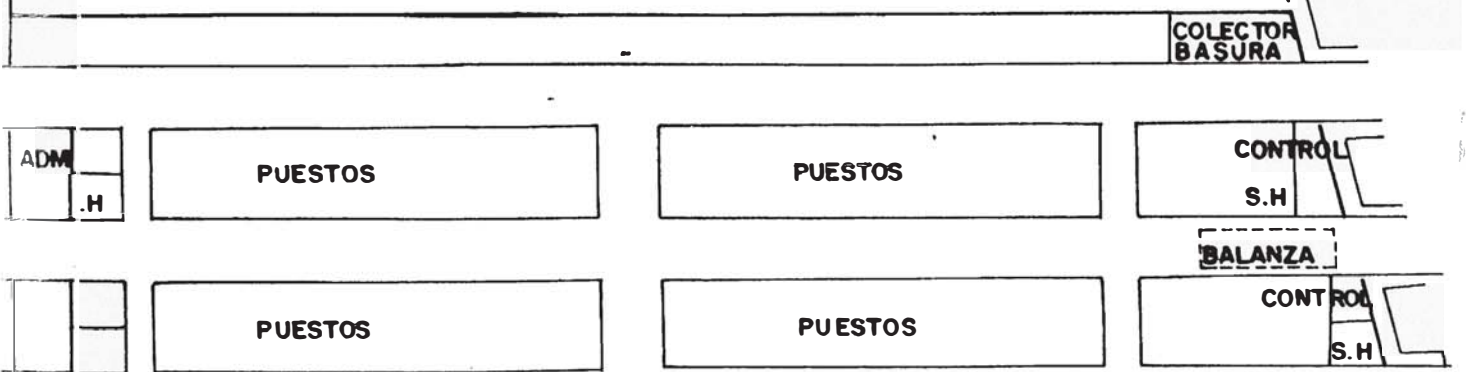 COLECTOR
BASURA
ADM
PUESTOS
PUESTOS
CONTROL
.H
S.H
BALANZA
PUESTOS
PUESTOS
CONTROL
S.H